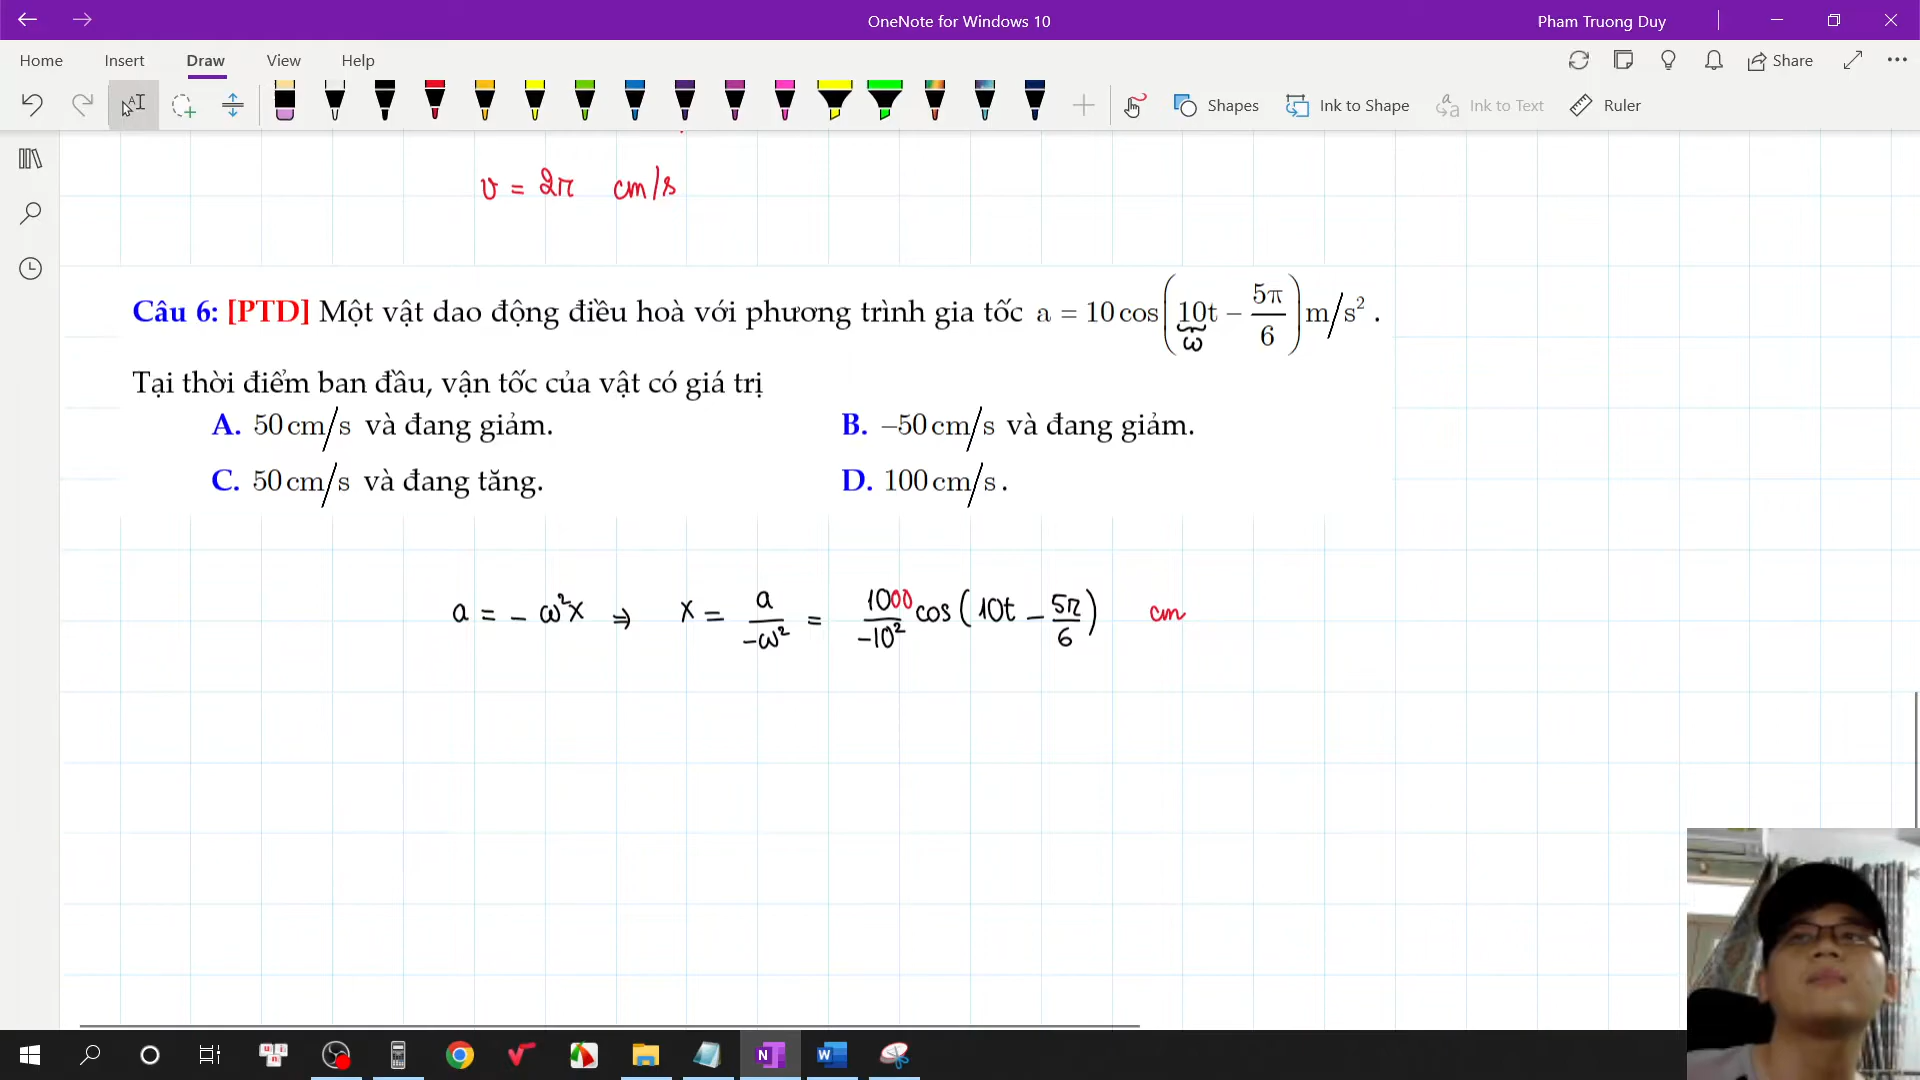 OneNote for Windows 10
Pham Truong Duy
Home Insert Draw View Help
Share
Shapes Ink to Shape Ink to Text Ruler
v = 2π cm/s
Câu 6: [PTD] Một vật dao động điều hoà với phương trình gia tốc a = 10 cos(10t − 5π/6) m/s².
ω
Tại thời điểm ban đầu, vận tốc của vật có giá trị
A. 50 cm/s và đang giảm. B. −50 cm/s và đang giảm.
C. 50 cm/s và đang tăng. D. 100 cm/s.
a = − ω²x ⇒ x = a/−ω² = 1000/−10² cos(10t − 5π/6) cm